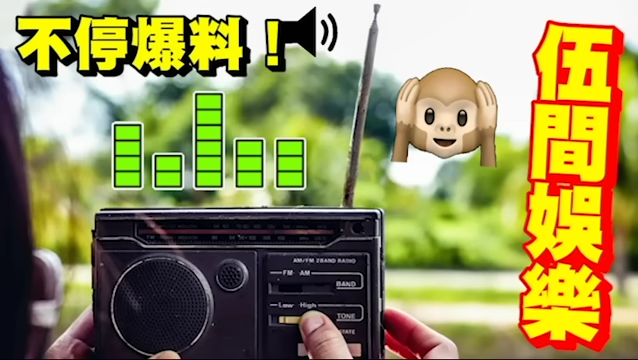 不停爆料！
伍間娛樂
AM/FM 2 BAND RADIO
FM AM
BAND
Low High
TONE
STATE